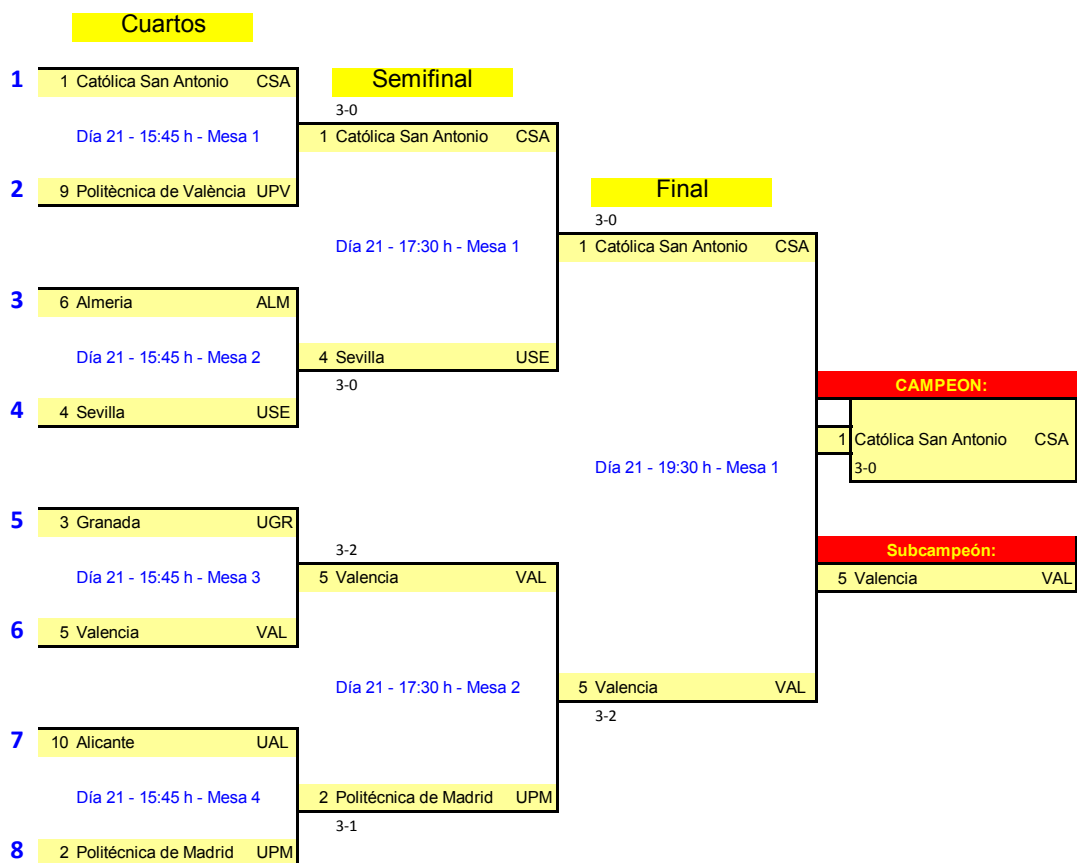 Cuartos
1 1 Católica San Antonio CSA
Semifinal
3-0
Día 21 - 15:45 h - Mesa 1
1 Católica San Antonio CSA
2 9 Politècnica de València UPV
Final
3-0
Día 21 - 17:30 h - Mesa 1
1 Católica San Antonio CSA
3 6 Almeria ALM
Día 21 - 15:45 h - Mesa 2
4 Sevilla USE
3-0
CAMPEON:
4 4 Sevilla USE
1 Católica San Antonio CSA
3-0
Día 21 - 19:30 h - Mesa 1
5 3 Granada UGR
3-2
Subcampeón:
Día 21 - 15:45 h - Mesa 3
5 Valencia VAL
5 Valencia VAL
6 5 Valencia VAL
Día 21 - 17:30 h - Mesa 2
5 Valencia VAL
3-2
7 10 Alicante UAL
Día 21 - 15:45 h - Mesa 4
2 Politécnica de Madrid UPM
3-1
8 2 Politécnica de Madrid UPM